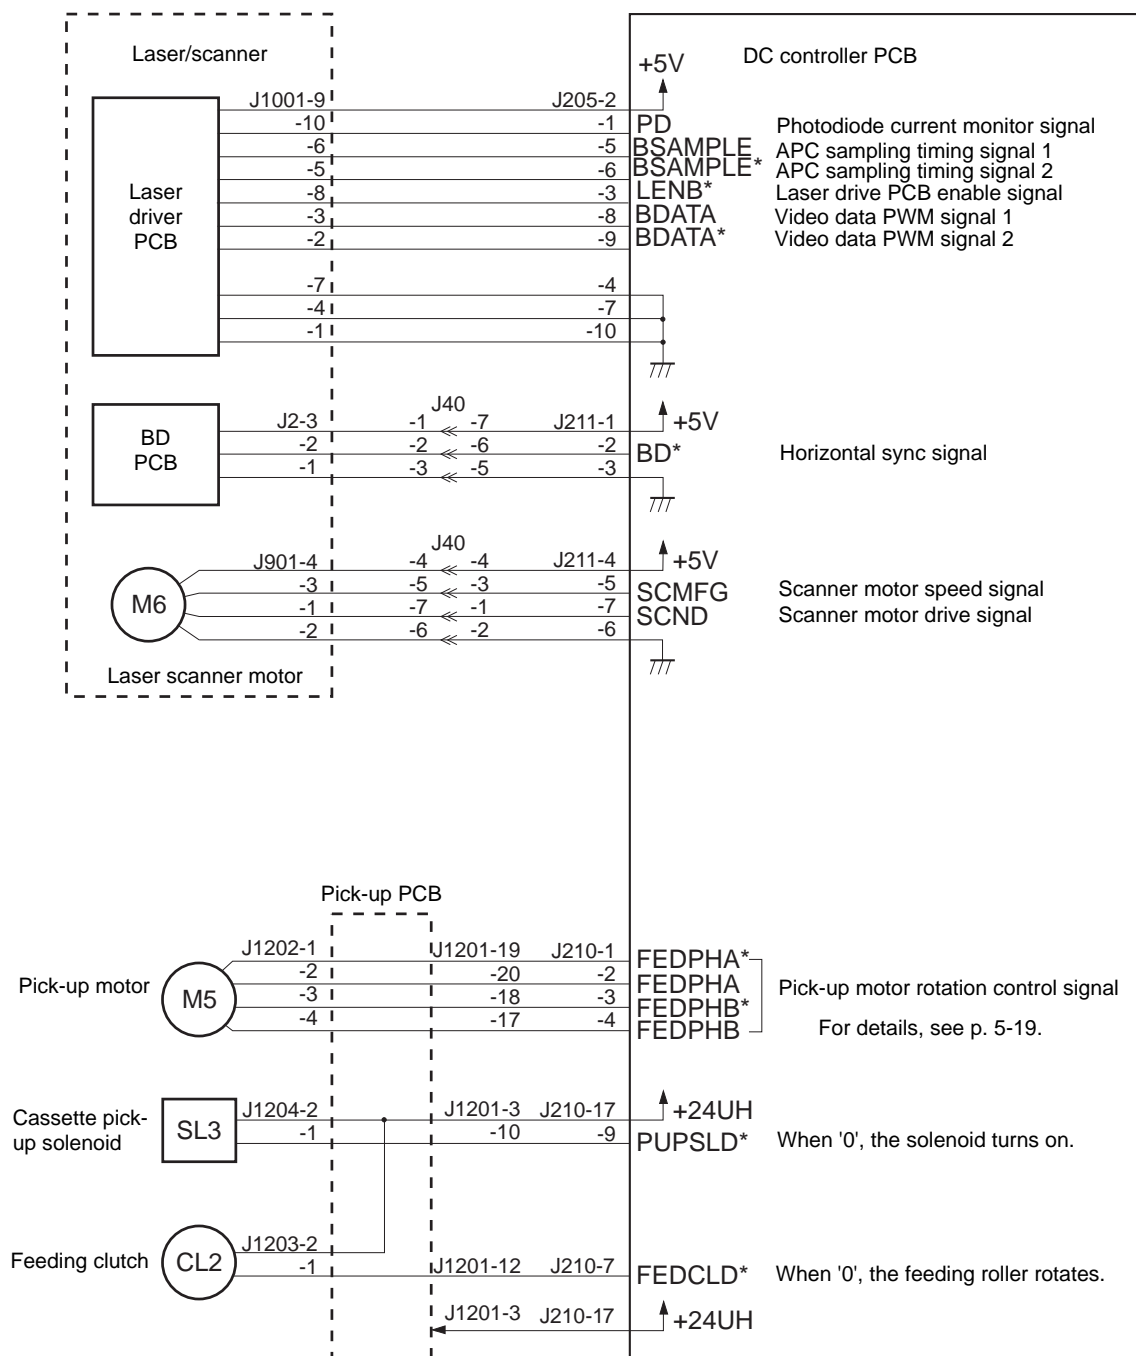 Laser/scanner
DC controller PCB
+5V
J1001-9 J205-2
-10 -1 PD Photodiode current monitor signal
-6 -5 BSAMPLE APC sampling timing signal 1
-5 -6 BSAMPLE* APC sampling timing signal 2
-8 -3 LENB* Laser drive PCB enable signal
-3 -8 BDATA Video data PWM signal 1
-2 -9 BDATA* Video data PWM signal 2
Laser
driver
PCB
-7 -4
-4 -7
-1 -10
J40
J2-3 -1 -7 J211-1 +5V
-2 -2 -6 -2 BD* Horizontal sync signal
-1 -3 -5 -3
BD
PCB
J40
J901-4 -4 -4 J211-4 +5V
-3 -5 -3 -5 SCMFG Scanner motor speed signal
-1 -7 -1 -7 SCND Scanner motor drive signal
-2 -6 -2 -6
M6
Laser scanner motor
Pick-up PCB
J1202-1 J1201-19 J210-1 FEDPHA*
-2 -20 -2 FEDPHA
-3 -18 -3 FEDPHB*
-4 -17 -4 FEDPHB
Pick-up motor M5
Pick-up motor rotation control signal
For details, see p. 5-19.
Cassette pick-
up solenoid
SL3
J1204-2 J1201-3 J210-17 +24UH
-1 -10 -9 PUPSLD* When '0', the solenoid turns on.
Feeding clutch CL2
J1203-2
-1 J1201-12 J210-7 FEDCLD* When '0', the feeding roller rotates.
J1201-3 J210-17 +24UH